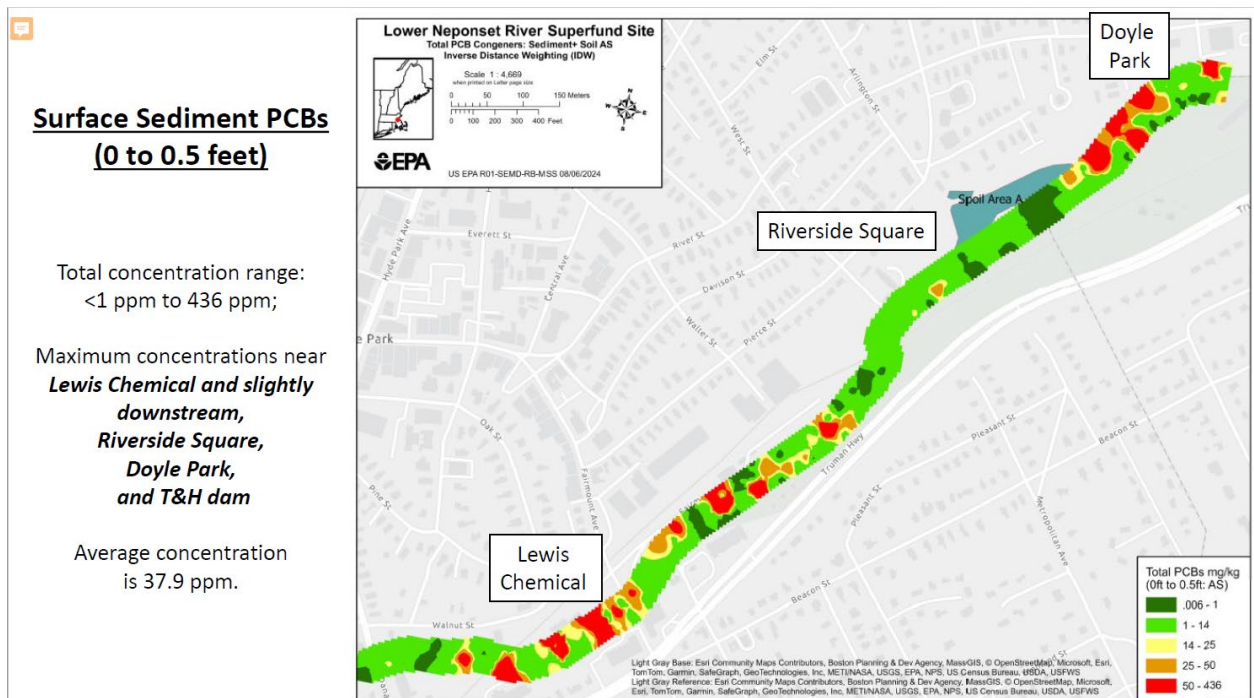 Surface Sediment PCBs
(0 to 0.5 feet)
Total concentration range:
<1 ppm to 436 ppm;
Maximum concentrations near
Lewis Chemical and slightly
downstream,
Riverside Square,
Doyle Park,
and T&H dam
Average concentration
is 37.9 ppm.
Lower Neponset River Superfund Site
Total PCB Congeners: Sediment+ Soil AS
Inverse Distance Weighting (IDW)
Scale 1 : 4,669
when printed on Letter page size
0 50 100 150 Meters
0 100 200 300 400 Feet
N
W E
S
EPA
US EPA R01-SEMD-RB-MSS 08/06/2024
Doyle
Park
Elm St
Arlington St
West St
Spoil Area A
Riverside Square
River St
Everett St
Hyde Park Ave
Central Ave
Davison St
Walter St
Pierce St
e Park
Oak St
Pine St
Fairmount Ave
Truman Hwy
Pleasant St
Pleasant St
Beacon St
Beacon St
Metropolitan Ave
Lewis
Chemical
Walnut St
Total PCBs mg/kg
(0ft to 0.5ft: AS)
.006 - 1
1 - 14
14 - 25
25 - 50
50 - 436
Light Gray Base: Esri Community Maps Contributors, Boston Planning & Dev Agency, MassGIS, © OpenStreetMap, Microsoft, Esri,
TomTom, Garmin, SafeGraph, GeoTechnologies, Inc, METI/NASA, USGS, EPA, NPS, US Census Bureau, USDA, USFWS
Light Gray Reference: Esri Community Maps Contributors, Boston Planning & Dev Agency, MassGIS, © OpenStreetMap, Microsoft,
Esri, TomTom, Garmin, SafeGraph, GeoTechnologies, Inc, METI/NASA, USGS, EPA, NPS, US Census Bureau, USDA, USFWS